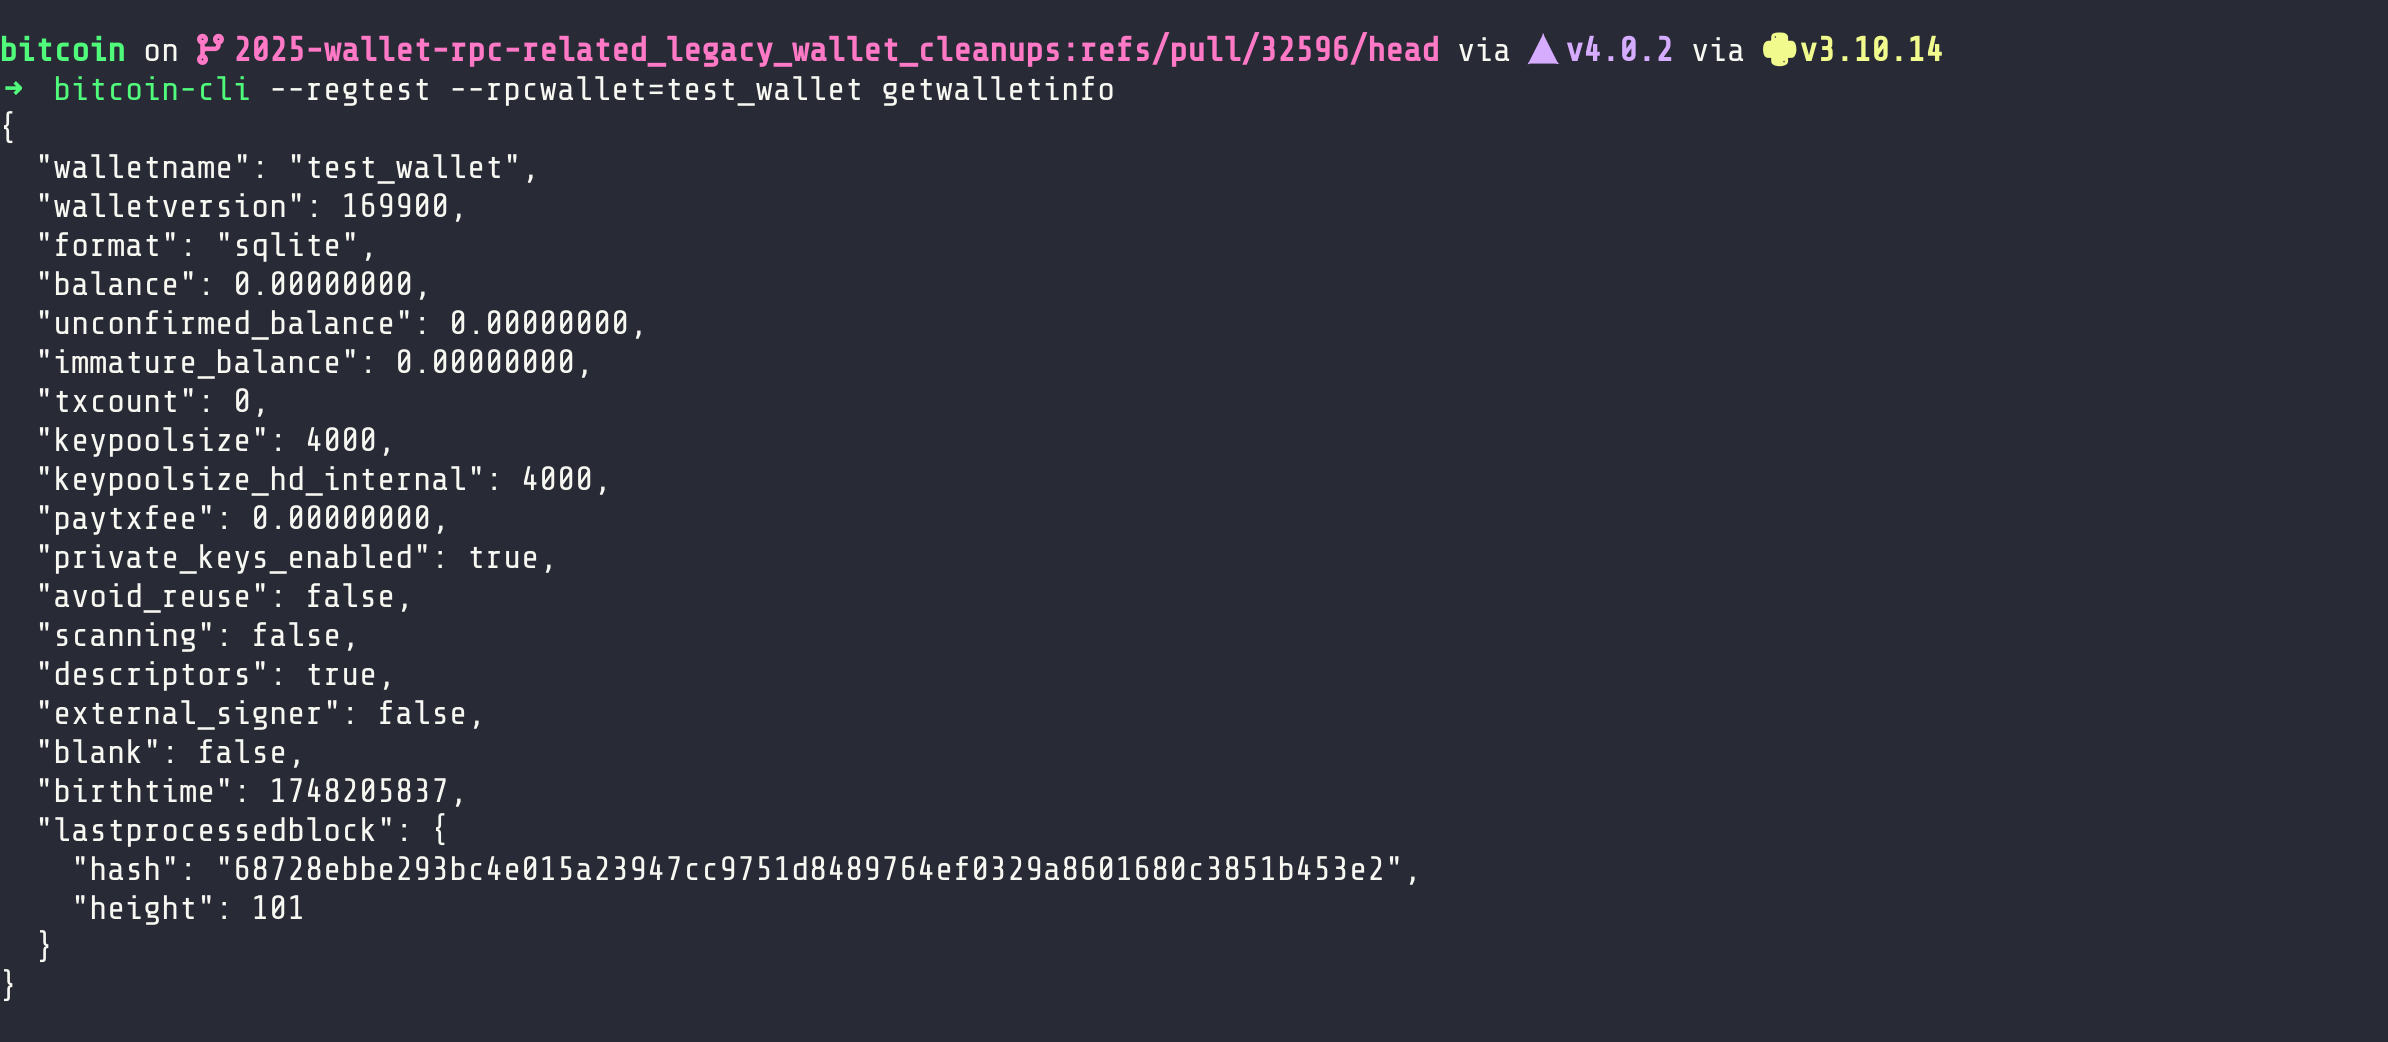 bitcoin on 2025-wallet-rpc-related_legacy_wallet_cleanups:refs/pull/32596/head via v4.0.2 via v3.10.14
➜  bitcoin-cli --regtest --rpcwallet=test_wallet getwalletinfo
{
  "walletname": "test_wallet",
  "walletversion": 169900,
  "format": "sqlite",
  "balance": 0.00000000,
  "unconfirmed_balance": 0.00000000,
  "immature_balance": 0.00000000,
  "txcount": 0,
  "keypoolsize": 4000,
  "keypoolsize_hd_internal": 4000,
  "paytxfee": 0.00000000,
  "private_keys_enabled": true,
  "avoid_reuse": false,
  "scanning": false,
  "descriptors": true,
  "external_signer": false,
  "blank": false,
  "birthtime": 1748205837,
  "lastprocessedblock": {
    "hash": "68728ebbe293bc4e015a23947cc9751d8489764ef0329a8601680c3851b453e2",
    "height": 101
  }
}